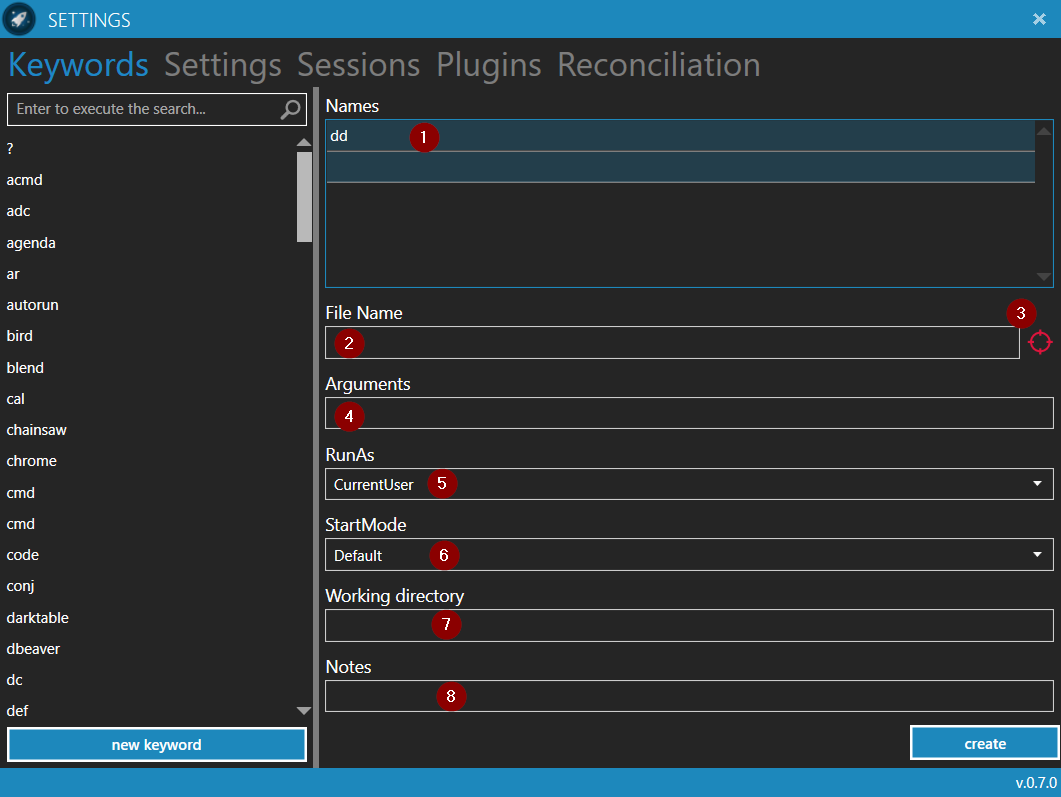 SETTINGS
Keywords Settings Sessions Plugins Reconciliation
Enter to execute the search...
?
acmd
adc
agenda
ar
autorun
bird
blend
cal
chainsaw
chrome
cmd
cmd
code
conj
darktable
dbeaver
dc
def
new keyword
Names
dd 1
File Name
3
2
Arguments
4
RunAs
CurrentUser 5
StartMode
Default 6
Working directory
7
Notes
8
create
v.0.7.0